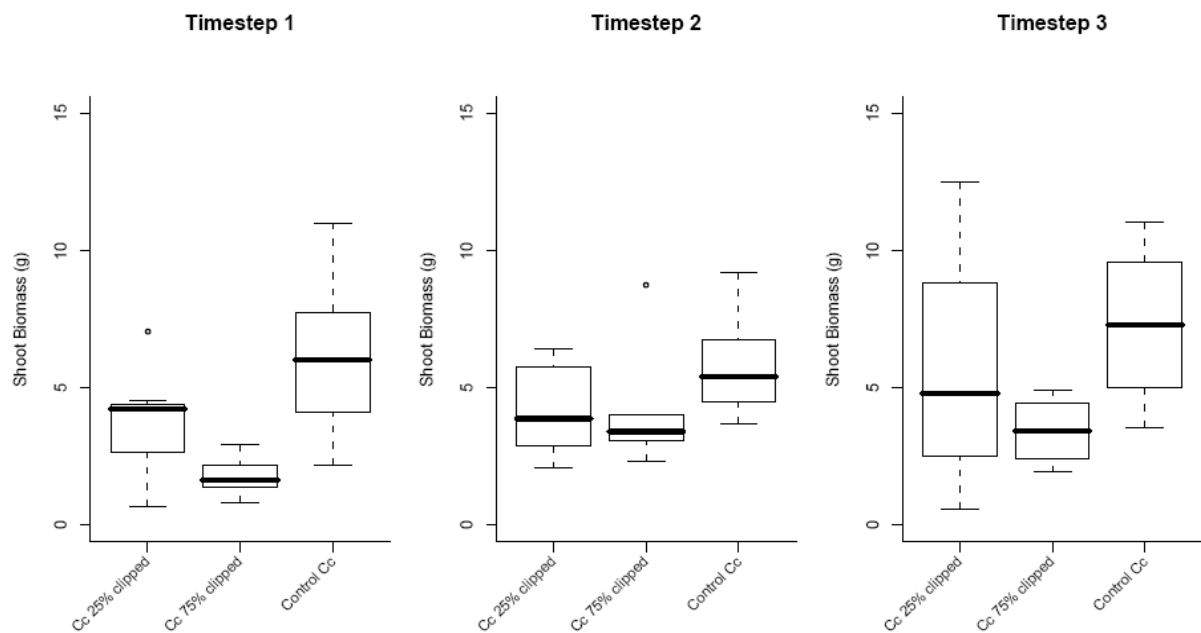 Timestep 1
Shoot Biomass (g)
15
10
5
0
Cc 25% clipped
Cc 75% clipped
Control Cc
Timestep 2
Shoot Biomass (g)
15
10
5
0
Cc 25% clipped
Cc 75% clipped
Control Cc
Timestep 3
Shoot Biomass (g)
15
10
5
0
Cc 25% clipped
Cc 75% clipped
Control Cc